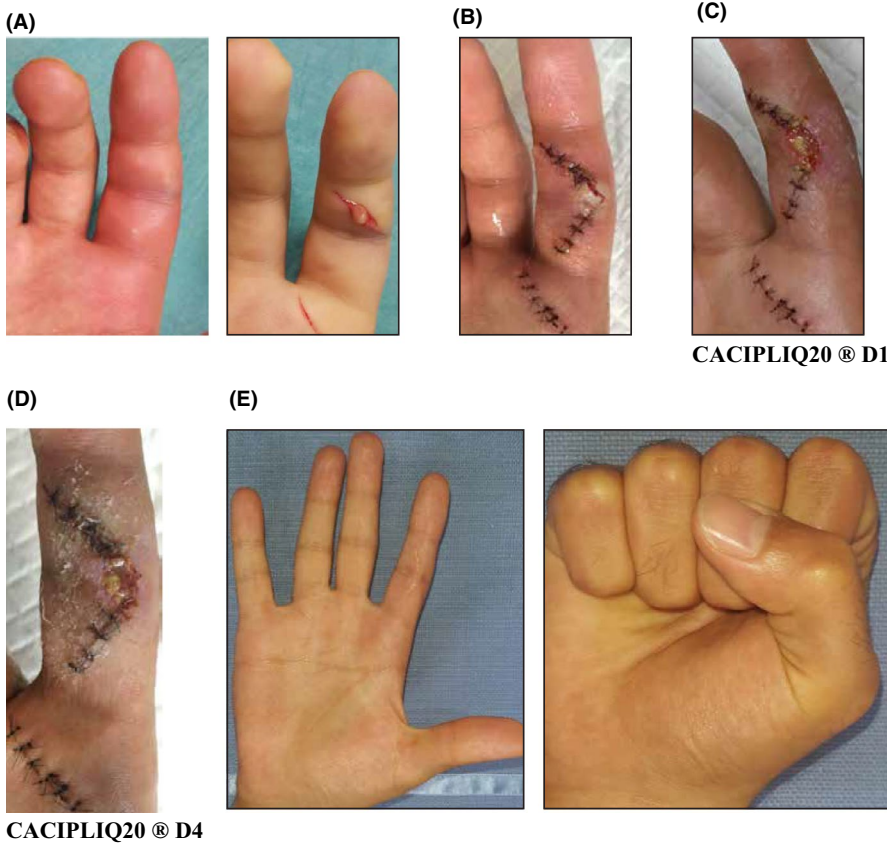 (A)
(B)
(C)
CACIPLIQ20 ® D1
(D)
(E)
CACIPLIQ20 ® D4